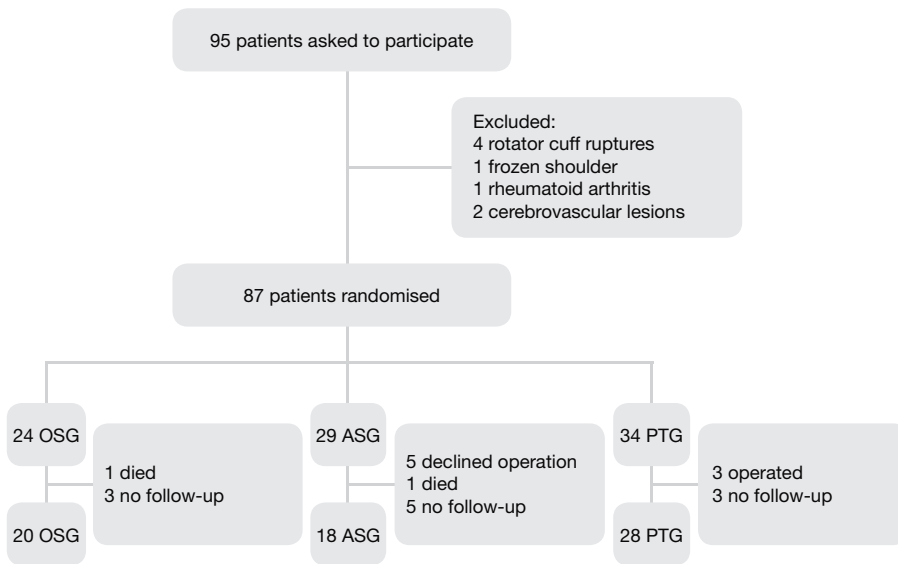 95 patients asked to participate
Excluded:
4 rotator cuff ruptures
1 frozen shoulder
1 rheumatoid arthritis
2 cerebrovascular lesions
87 patients randomised
24 OSG
1 died
3 no follow-up
20 OSG
29 ASG
5 declined operation
1 died
5 no follow-up
18 ASG
34 PTG
3 operated
3 no follow-up
28 PTG